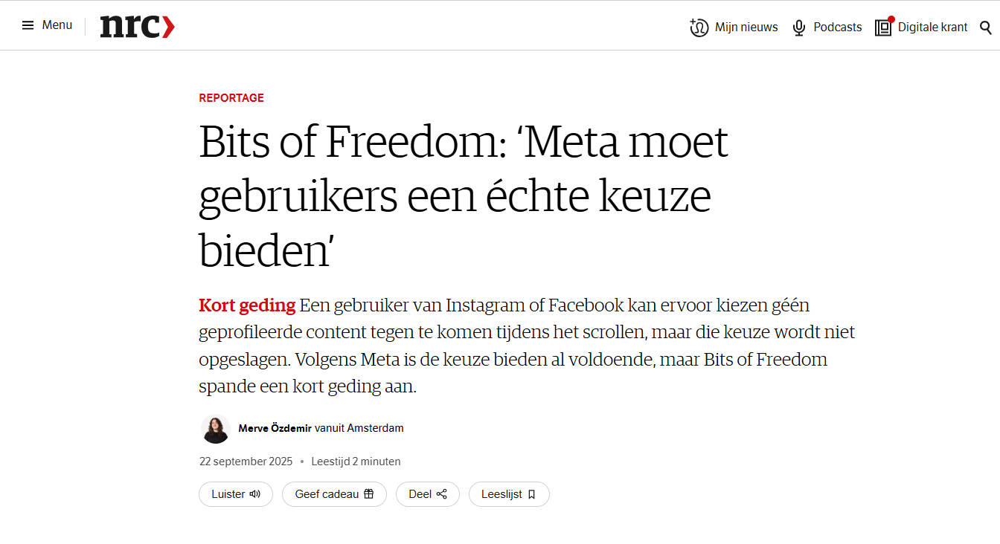 Menu
nrc
Mijn nieuws
Podcasts
Digitale krant
REPORTAGE
Bits of Freedom: ‘Meta moet
gebruikers een échte keuze
bieden’
Kort geding Een gebruiker van Instagram of Facebook kan ervoor kiezen géén
geprofileerde content tegen te komen tijdens het scrollen, maar die keuze wordt niet
opgeslagen. Volgens Meta is de keuze bieden al voldoende, maar Bits of Freedom
spande een kort geding aan.
Merve Özdemir vanuit Amsterdam
22 september 2025 • Leestijd 2 minuten
Luister
Geef cadeau
Deel
Leeslijst